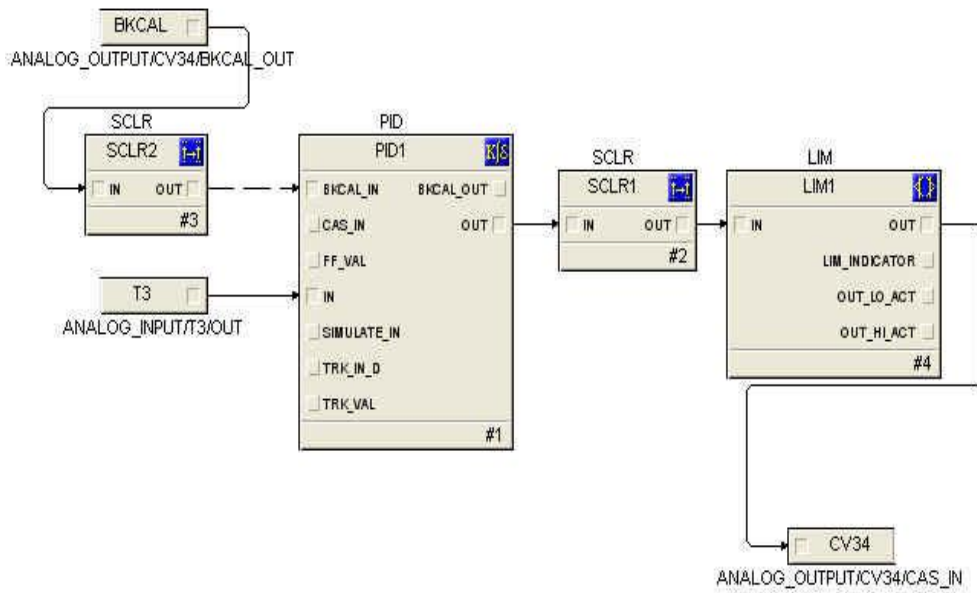 BKCAL
ANALOG_OUTPUT/CV34/BKCAL_OUT
SCLR
SCLR2
IN OUT
#3
T3
ANALOG_INPUT/T3/OUT
PID
PID1
BKCAL_IN BKCAL_OUT
CAS_IN OUT
FF_VAL
IN
SIMULATE_IN
TRK_IN_D
TRK_VAL
#1
SCLR
SCLR1
IN OUT
#2
LIM
LIM1
IN OUT
LIM_INDICATOR
OUT_LO_ACT
OUT_HI_ACT
#4
CV34
ANALOG_OUTPUT/CV34/CAS_IN